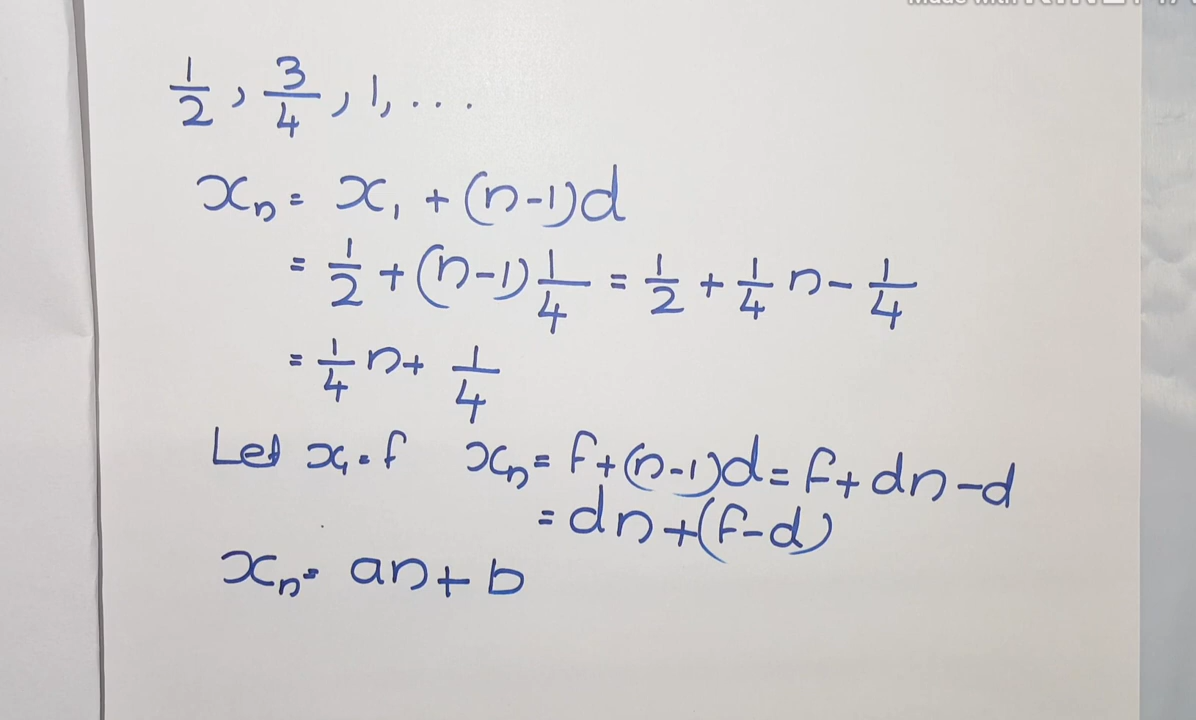 1/2, 3/4, 1, ...
xₙ = x₁ + (n-1)d
= 1/2 + (n-1) 1/4 = 1/2 + 1/4 n - 1/4
= 1/4 n + 1/4
Let x₁ = f xₙ = f + (n-1)d = f + dn - d
= dn + (f-d)
xₙ = an + b